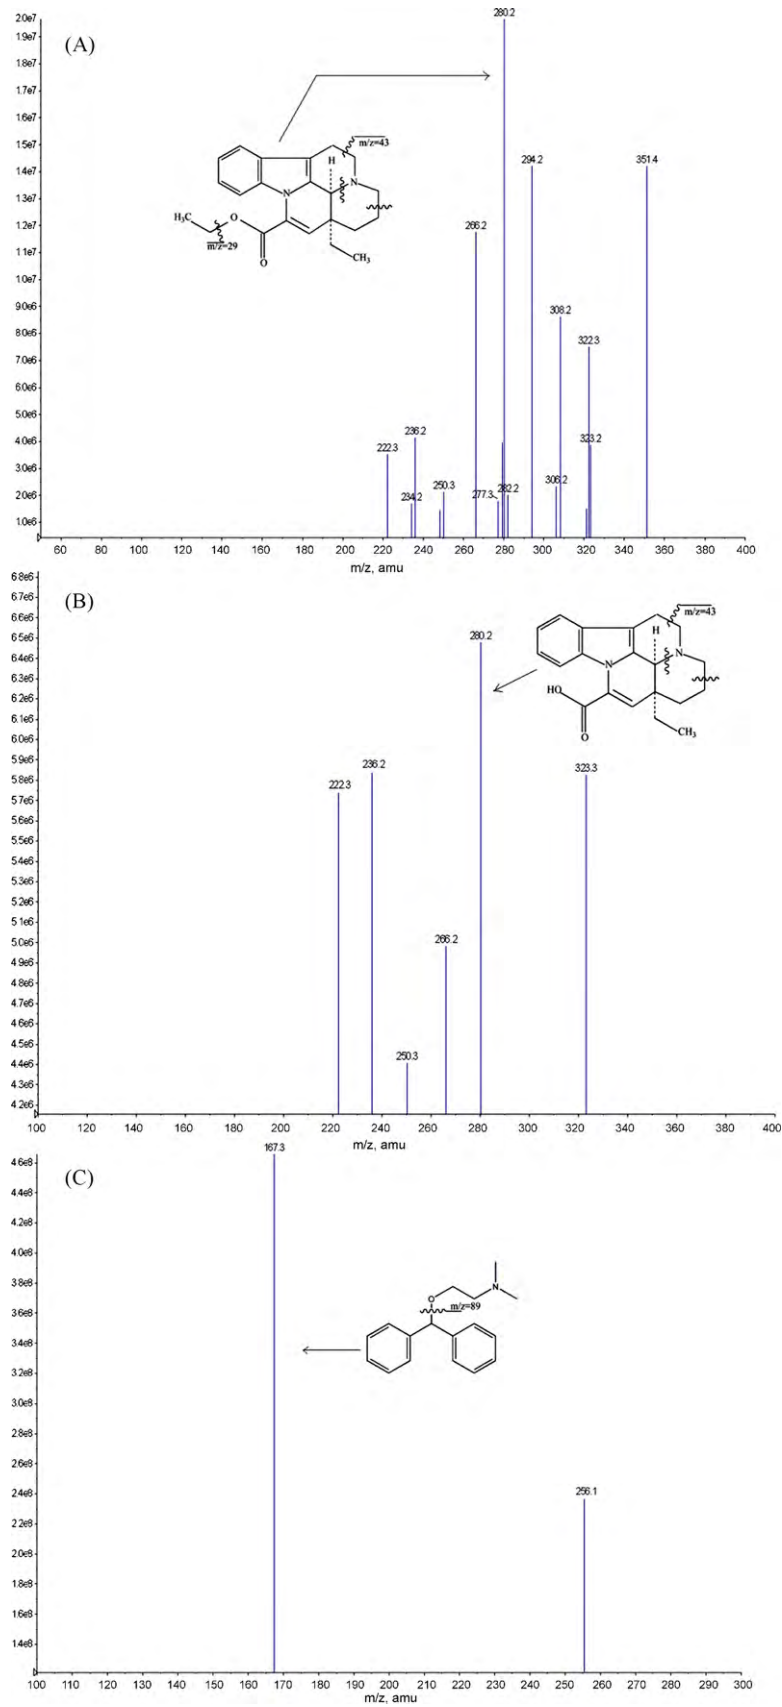 (A)
2.0e7
1.9e7
1.7e7
1.5e7
1.4e7
1.3e7
1.2e7
1.0e7
9.0e6
8.0e6
7.0e6
6.0e6
5.0e6
4.0e6
3.0e6
2.0e6
1.0e6
280.2
294.2
351.4
266.2
308.2
322.3
323.2
236.2
222.3
234.2
250.3
277.3
282.2
306.2
m/z=43
H
N
N
H₃C
O
m/z=29
O
CH₃
60 80 100 120 140 160 180 200 220 240 260 280 300 320 340 360 380 400
m/z, amu
(B)
6.8e6
6.7e6
6.6e6
6.5e6
6.4e6
6.3e6
6.2e6
6.1e6
6.0e6
5.9e6
5.8e6
5.7e6
5.6e6
5.5e6
5.4e6
5.3e6
5.2e6
5.1e6
5.0e6
4.9e6
4.8e6
4.7e6
4.6e6
4.5e6
4.4e6
4.3e6
4.2e6
280.2
236.2
222.3
323.3
266.2
250.3
m/z=43
H
N
N
HO
O
CH₃
100 120 140 160 180 200 220 240 260 280 300 320 340 360 380 400
m/z, amu
(C)
4.6e8
4.4e8
4.2e8
4.0e8
3.8e8
3.6e8
3.4e8
3.2e8
3.0e8
2.8e8
2.6e8
2.4e8
2.2e8
2.0e8
1.8e8
1.6e8
1.4e8
167.3
256.1
N
O
m/z=89
100 110 120 130 140 150 160 170 180 190 200 210 220 230 240 250 260 270 280 290 300
m/z, amu